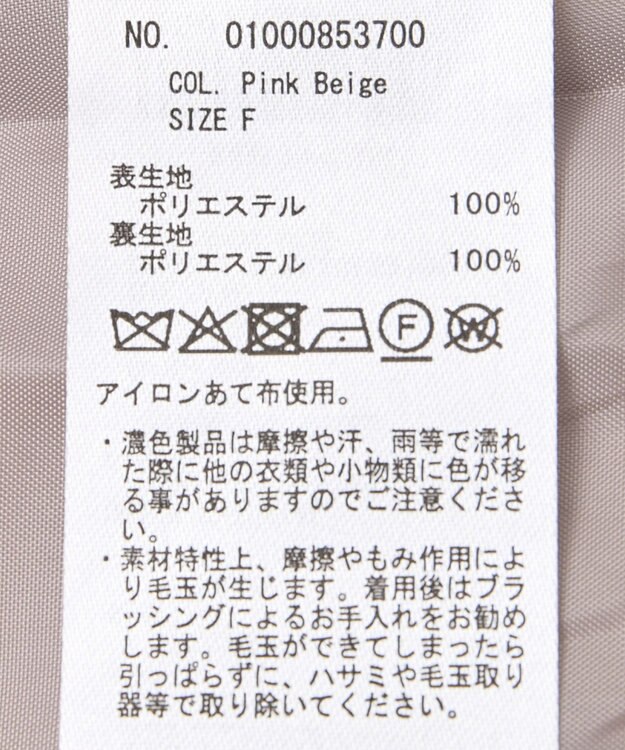 NO. 01000853700
COL. Pink Beige
SIZE F
表生地
ポリエステル 100%
裏生地
ポリエステル 100%
F W
アイロンあて布使用。
・濃色製品は摩擦や汗、雨等で濡れ
た際に他の衣類や小物類に色が移
る事がありますのでご注意くださ
い。
・素材特性上、摩擦やもみ作用によ
り毛玉が生じます。着用後はブラ
ッシングによるお手入れをお勧め
します。毛玉ができてしまったら
引っぱらずに、ハサミや毛玉取り
器等で取り除いてください。